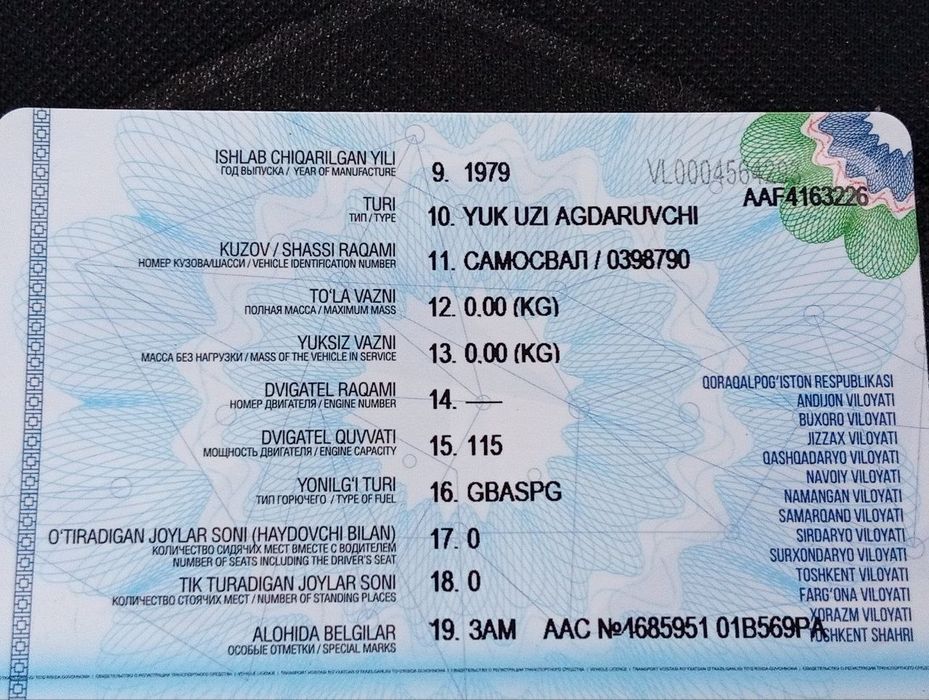 ISHLAB CHIQARILGAN YILI
ГОД ВЫПУСКА / YEAR OF MANUFACTURE
9. 1979
AAF4163226
TURI
ТИП / TYPE
10. YUK UZI AGDARUVCHI
KUZOV / SHASSI RAQAMI
НОМЕР КУЗОВА/ШАССИ / VEHICLE IDENTIFICATION NUMBER
11. САМОСВАЛ / 0398790
TO'LA VAZNI
ПОЛНАЯ МАССА / MAXIMUM MASS
12. 0.00 (KG)
YUKSIZ VAZNI
МАССА БЕЗ НАГРУЗКИ / MASS OF THE VEHICLE IN SERVICE
13. 0.00 (KG)
DVIGATEL RAQAMI
НОМЕР ДВИГАТЕЛЯ / ENGINE NUMBER
14. —
DVIGATEL QUVVATI
МОЩНОСТЬ ДВИГАТЕЛЯ / ENGINE CAPACITY
15. 115
YONILG'I TURI
ТИП ГОРЮЧЕГО / TYPE OF FUEL
16. GBASPG
O'TIRADIGAN JOYLAR SONI (HAYDOVCHI BILAN)
КОЛИЧЕСТВО СИДЯЧИХ МЕСТ ВМЕСТЕ С ВОДИТЕЛЕМ
NUMBER OF SEATS INCLUDING THE DRIVER'S SEAT
17. 0
TIK TURADIGAN JOYLAR SONI
КОЛИЧЕСТВО СТОЯЧИХ МЕСТ / NUMBER OF STANDING PLACES
18. 0
ALOHIDA BELGILAR
ОСОБЫЕ ОТМЕТКИ / SPECIAL MARKS
19. ЗАМ ААС №4685951 01B569PA
QORAQALPOG'ISTON RESPUBLIKASI
ANDIJON VILOYATI
BUXORO VILOYATI
JIZZAX VILOYATI
QASHQADARYO VILOYATI
NAVOIY VILOYATI
NAMANGAN VILOYATI
SAMARQAND VILOYATI
SIRDARYO VILOYATI
SURXONDARYO VILOYATI
TOSHKENT VILOYATI
FARG'ONA VILOYATI
XORAZM VILOYATI
TOSHKENT SHAHRI